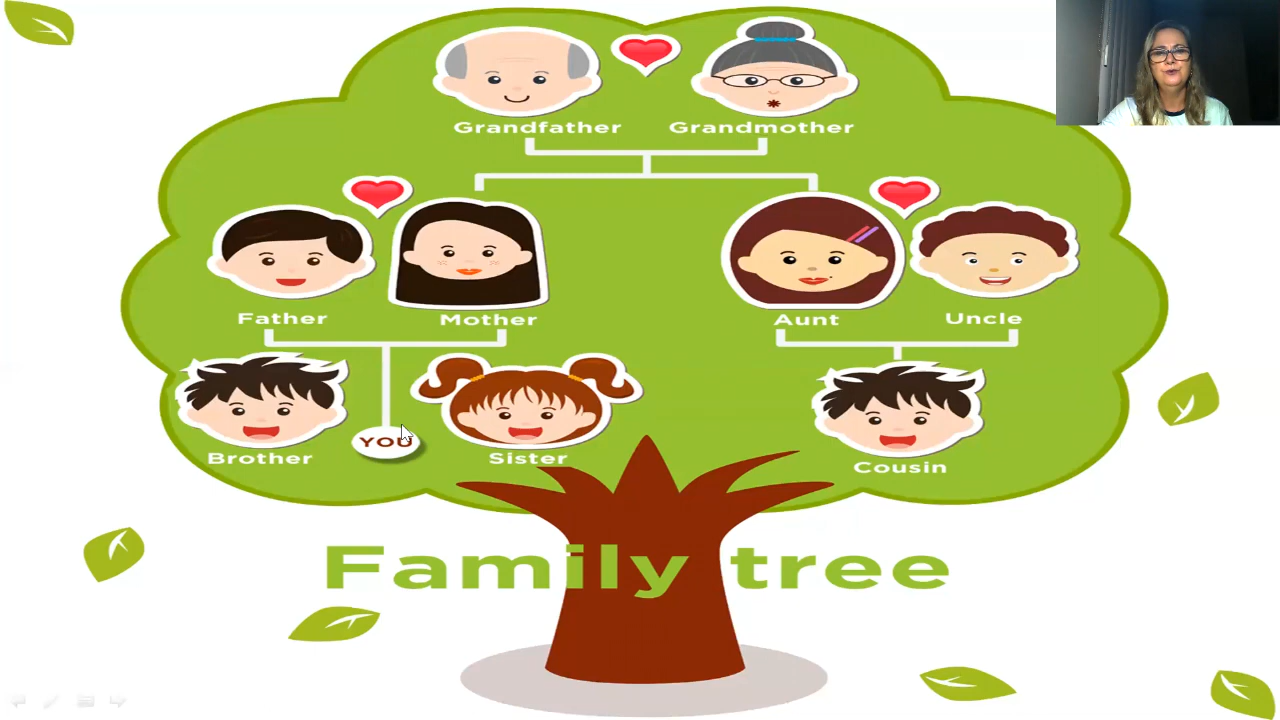 Grandfather Grandmother
Father Mother Aunt Uncle
YOU
Brother Sister Cousin
Family tree